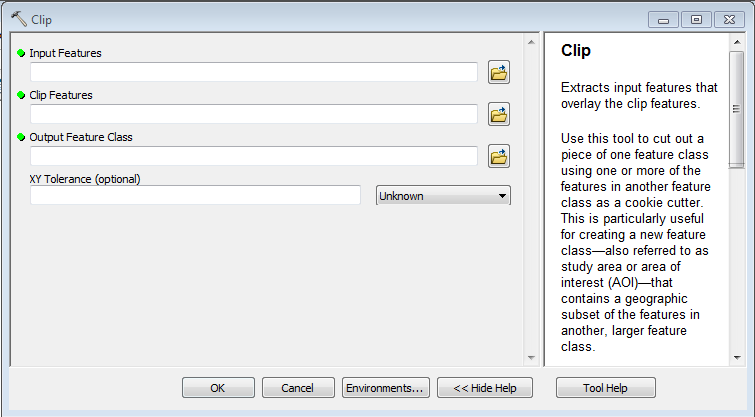 Clip
Input Features
Clip Features
Output Feature Class
XY Tolerance (optional)
Unknown
Clip
Extracts input features that
overlay the clip features.
Use this tool to cut out a
piece of one feature class
using one or more of the
features in another feature
class as a cookie cutter.
This is particularly useful
for creating a new feature
class—also referred to as
study area or area of
interest (AOI)—that
contains a geographic
subset of the features in
another, larger feature
class.
OK
Cancel
Environments...
<< Hide Help
Tool Help